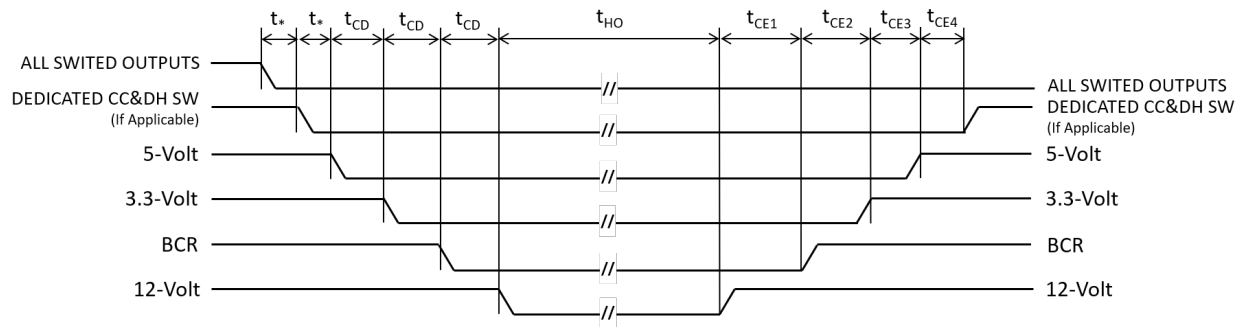 t* t* tCD tCD tCD tHO tCE1 tCE2 tCE3 tCE4
ALL SWITED OUTPUTS
DEDICATED CC&DH SW
(If Applicable)
5-Volt
3.3-Volt
BCR
12-Volt
//
//
//
//
//
//
ALL SWITED OUTPUTS
DEDICATED CC&DH SW
(If Applicable)
5-Volt
3.3-Volt
BCR
12-Volt